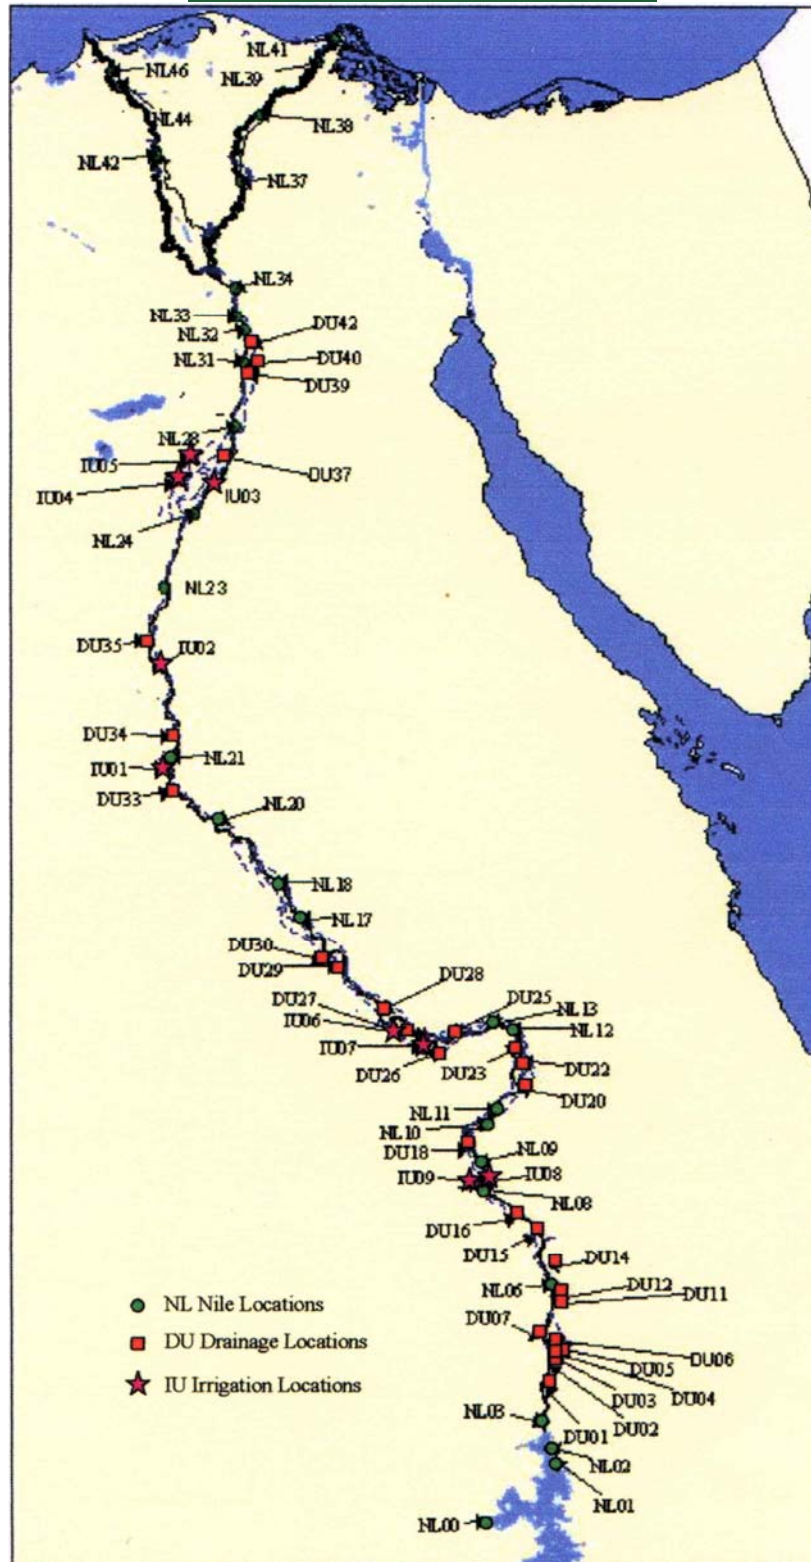 NL41
NL46
NL39
NL44
NL38
NL42
NL37
NL34
NL33
NL32
DU42
NL31
DU40
DU39
NL28
IU05
DU37
IU04
IU03
NL24
NL23
DU35
IU02
DU34
NL21
IU01
DU33
NL20
NL18
NL17
DU30
DU29
DU28
DU27
DU25
NL13
IU06
NL12
IU07
DU26
DU23
DU22
DU20
NL11
NL10
DU18
NL09
IU09
IU08
NL08
DU16
DU15
DU14
NL06
DU12
DU11
DU07
DU06
DU05
DU04
DU03
DU02
NL03
DU01
NL02
NL01
NL00
NL Nile Locations
DU Drainage Locations
IU Irrigation Locations